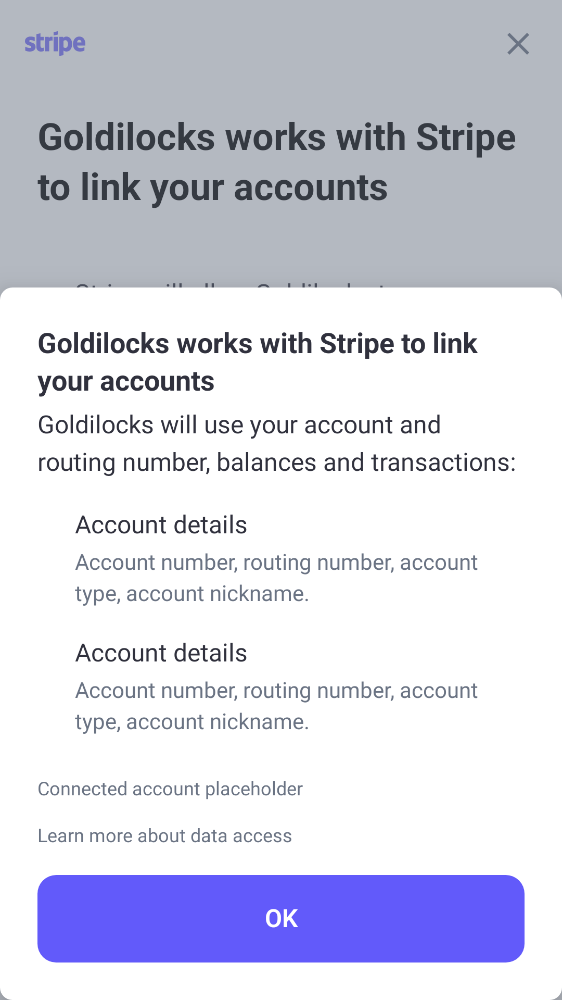 stripe
Goldilocks works with Stripe
to link your accounts
Goldilocks works with Stripe to link
your accounts
Goldilocks will use your account and
routing number, balances and transactions:
Account details
Account number, routing number, account
type, account nickname.
Account details
Account number, routing number, account
type, account nickname.
Connected account placeholder
Learn more about data access
OK